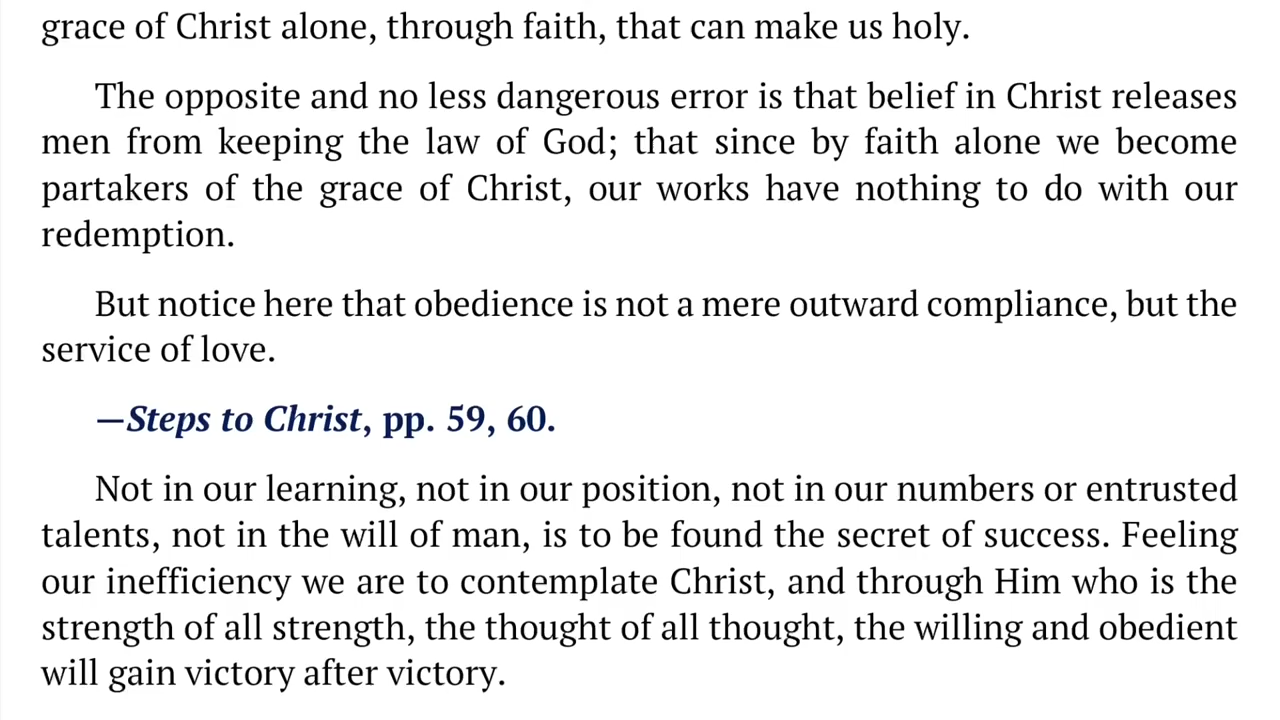 grace of Christ alone, through faith, that can make us holy.
The opposite and no less dangerous error is that belief in Christ releases
men from keeping the law of God; that since by faith alone we become
partakers of the grace of Christ, our works have nothing to do with our
redemption.
But notice here that obedience is not a mere outward compliance, but the
service of love.
—Steps to Christ, pp. 59, 60.
Not in our learning, not in our position, not in our numbers or entrusted
talents, not in the will of man, is to be found the secret of success. Feeling
our inefficiency we are to contemplate Christ, and through Him who is the
strength of all strength, the thought of all thought, the willing and obedient
will gain victory after victory.